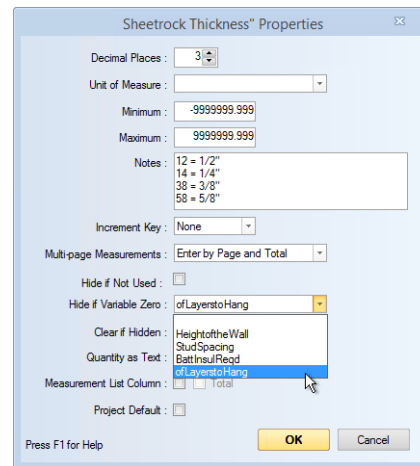 Sheetrock Thickness" Properties
Decimal Places : 3
Unit of Measure :
Minimum : -9999999.999
Maximum : 9999999.999
Notes : 12 = 1/2"
14 = 1/4"
38 = 3/8"
58 = 5/8"
Increment Key : None
Multi-page Measurements : Enter by Page and Total
Hide if Not Used :
Hide if Variable Zero : ofLayerstoHang
Clear if Hidden :
HeightoftheWall
StudSpacing
Quantity as Text :
BattInsulReqd
ofLayerstoHang
Measurement List Column : Total
Project Default :
Press F1 for Help
OK
Cancel